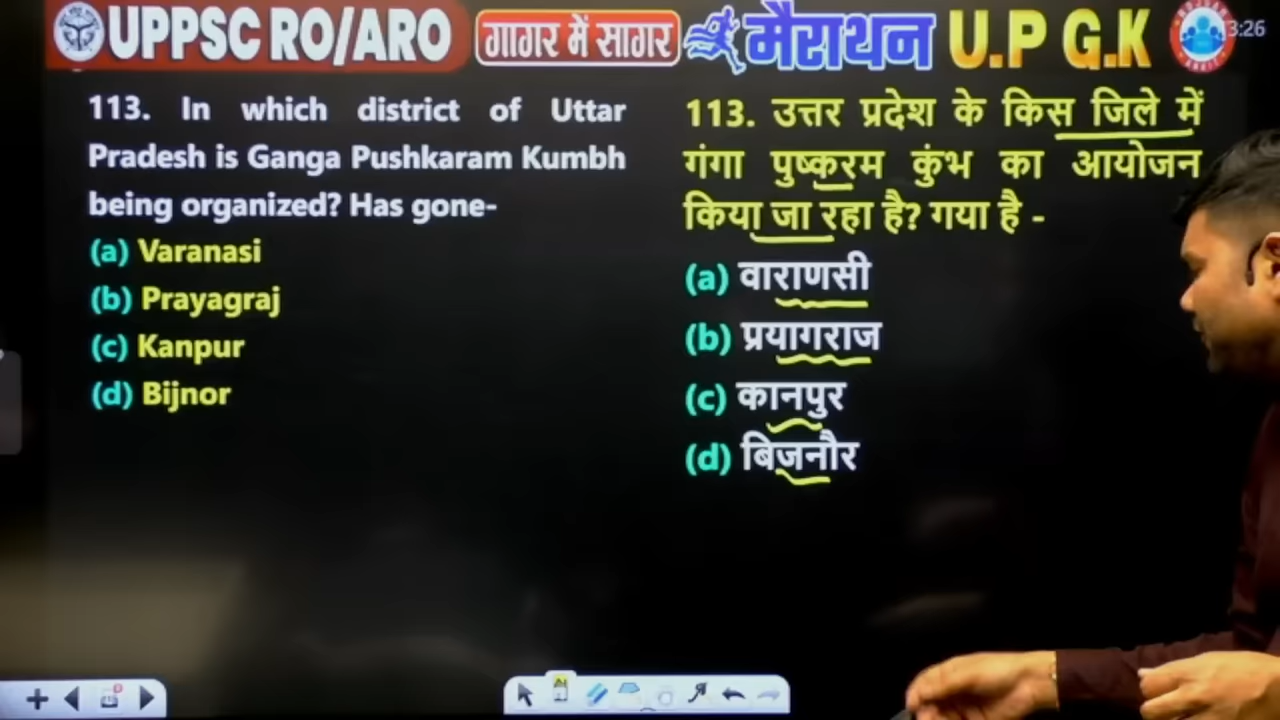 UPPSC RO/ARO गागर में सागर मैराथन U.P G.K
3:26
113. In which district of Uttar
Pradesh is Ganga Pushkaram Kumbh
being organized? Has gone-
(a) Varanasi
(b) Prayagraj
(c) Kanpur
(d) Bijnor
113. उत्तर प्रदेश के किस जिले में
गंगा पुष्करम कुंभ का आयोजन
किया जा रहा है? गया है -
(a) वाराणसी
(b) प्रयागराज
(c) कानपुर
(d) बिजनौर